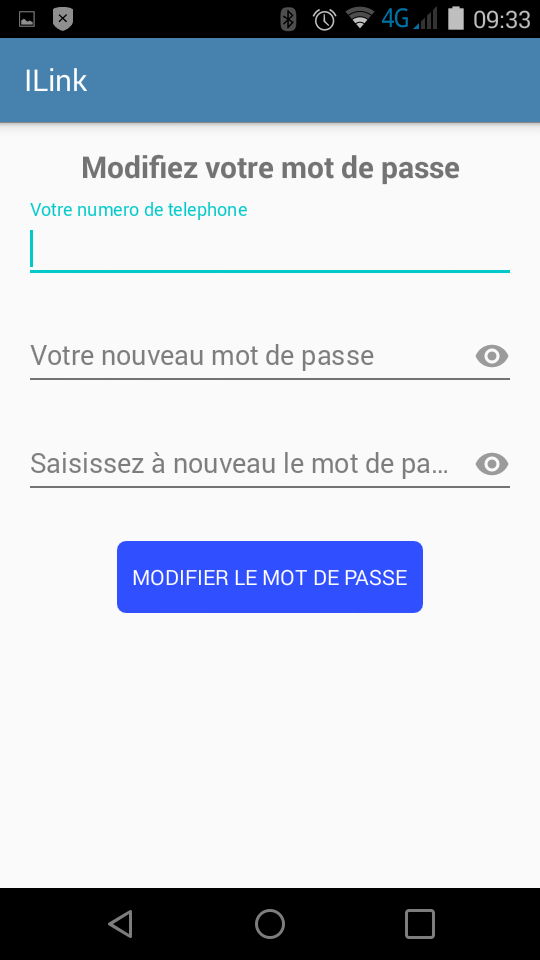 4G 09:33
ILink
Modifiez votre mot de passe
Votre numero de telephone
Votre nouveau mot de passe
Saisissez à nouveau le mot de pa...
MODIFIER LE MOT DE PASSE